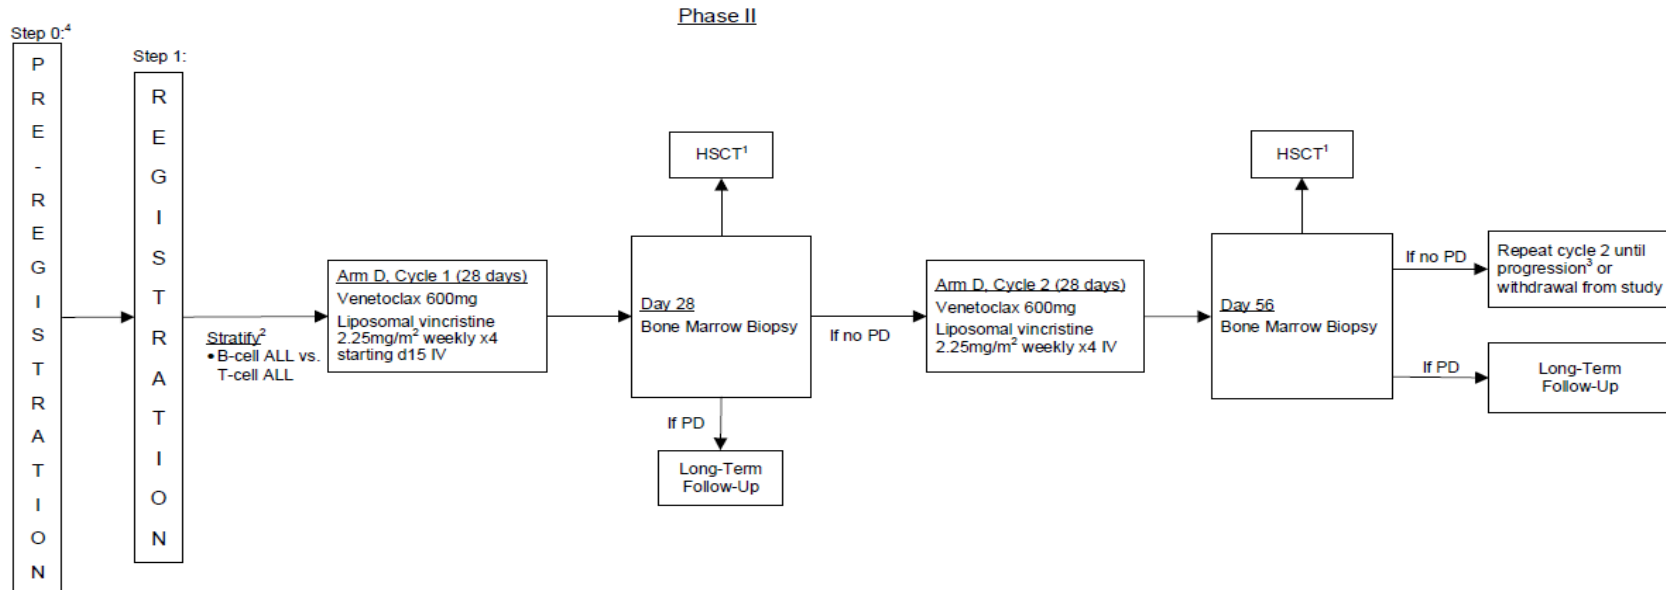 Phase II
Step 0:⁴
P
R
E
-
R
E
G
I
S
T
R
A
T
I
O
N
Step 1:
R
E
G
I
S
T
R
A
T
I
O
N
Stratify²
• B-cell ALL vs.
T-cell ALL
Arm D, Cycle 1 (28 days)
Venetoclax 600mg
Liposomal vincristine
2.25mg/m² weekly x4
starting d15 IV
HSCT¹
Day 28
Bone Marrow Biopsy
If PD
Long-Term
Follow-Up
If no PD
Arm D, Cycle 2 (28 days)
Venetoclax 600mg
Liposomal vincristine
2.25mg/m² weekly x4 IV
HSCT¹
Day 56
Bone Marrow Biopsy
If no PD
Repeat cycle 2 until
progression³ or
withdrawal from study
If PD
Long-Term
Follow-Up